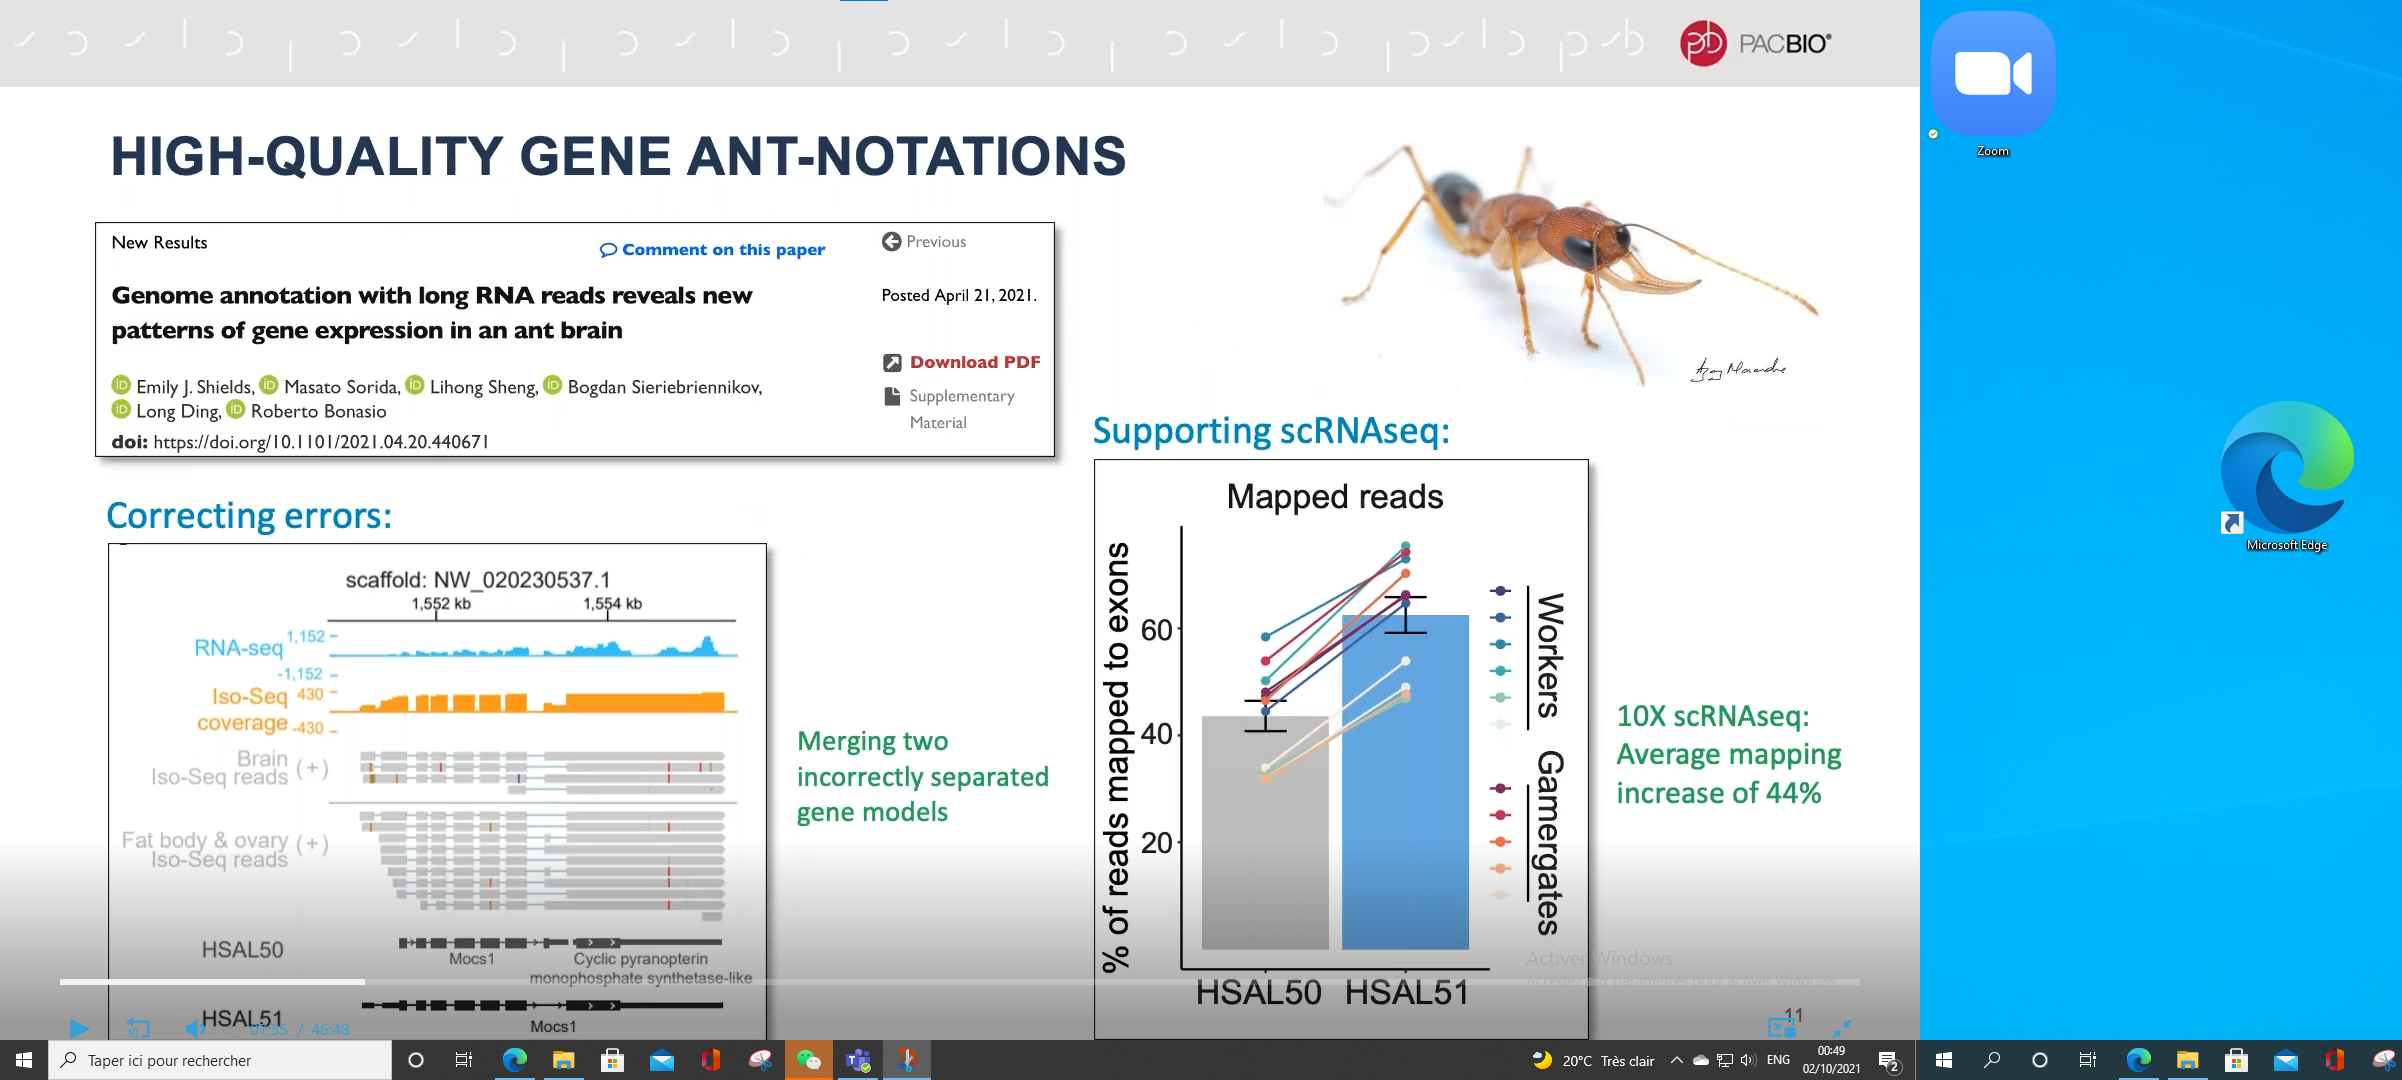 PACBIO®
Zoom
HIGH-QUALITY GENE ANT-NOTATIONS
New Results
Comment on this paper
Previous
Genome annotation with long RNA reads reveals new
patterns of gene expression in an ant brain
Posted April 21, 2021.
Download PDF
Supplementary
Material
Emily J. Shields, Masato Sorida, Lihong Sheng, Bogdan Sieriebriennikov,
Long Ding, Roberto Bonasio
doi: https://doi.org/10.1101/2021.04.20.440671
Microsoft Edge
Correcting errors:
scaffold: NW_020230537.1
1,552 kb 1,554 kb
RNA-seq 1,152
-1,152
Iso-Seq 430
coverage -430
Brain
Iso-Seq reads (+)
Fat body & ovary (+)
Iso-Seq reads
HSAL50
Mocs1
Cyclic pyranopterin
monophosphate synthetase-like
HSAL51
Mocs1
Merging two
incorrectly separated
gene models
Supporting scRNAseq:
Mapped reads
% of reads mapped to exons
60
40
20
HSAL50 HSAL51
Workers
Gamergates
10X scRNAseq:
Average mapping
increase of 44%
Activer Windows
Accédez aux paramètres pour activer Windows.
11
10
07:55 / 46:48
Taper ici pour rechercher
20°C Très clair
ENG
00:49
02/10/2021
2